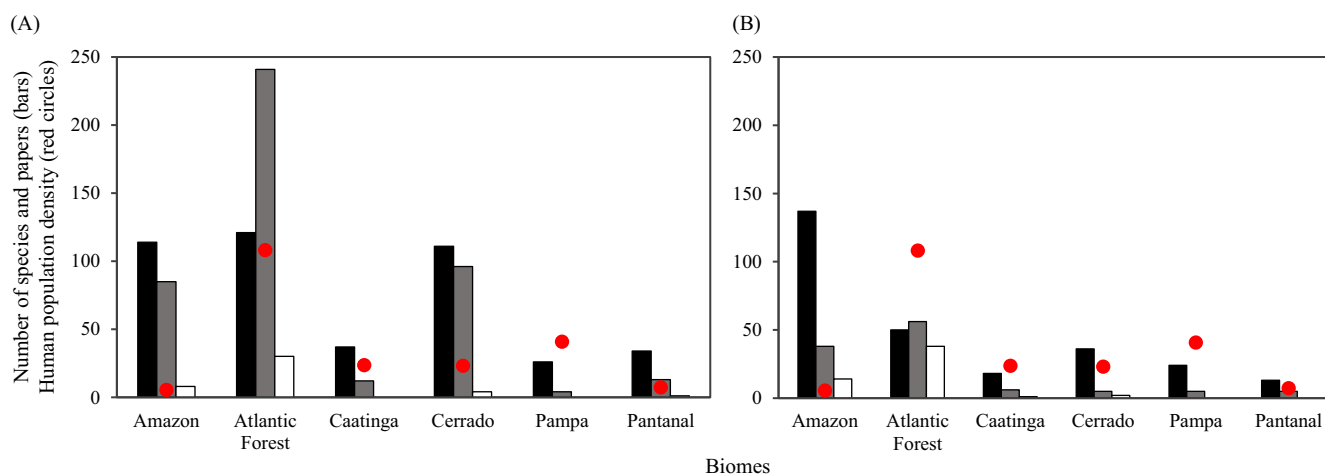 (A)
(B)
Number of species and papers (bars)
Human population density (red circles)
250
200
150
100
50
0
Amazon
Atlantic
Forest
Caatinga
Cerrado
Pampa
Pantanal
250
200
150
100
50
0
Amazon
Atlantic
Forest
Caatinga
Cerrado
Pampa
Pantanal
Biomes